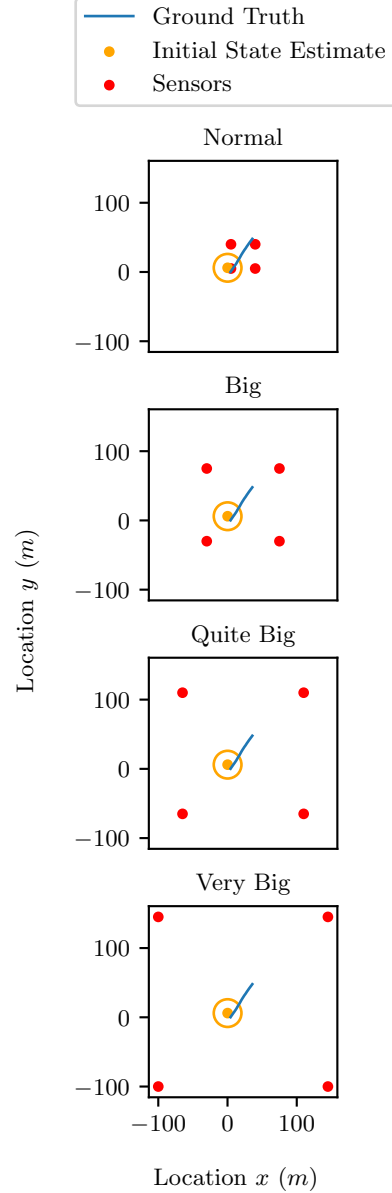 Ground Truth
Initial State Estimate
Sensors
Normal
100
0
−100
Big
100
0
−100
Location y (m)
Quite Big
100
0
−100
Very Big
100
0
−100
−100 0 100
Location x (m)